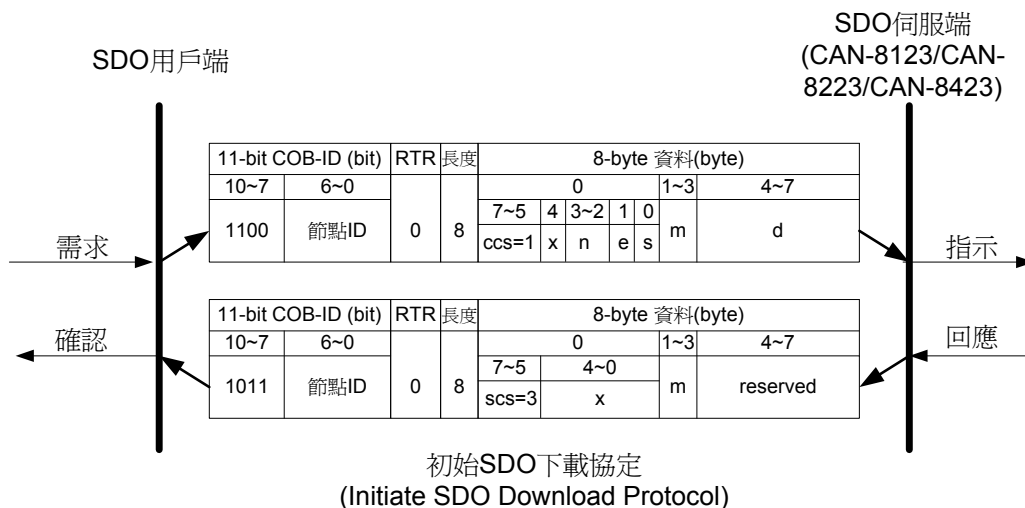 SDO用戶端
SDO伺服端
(CAN-8123/CAN-
8223/CAN-8423)
11-bit COB-ID (bit) RTR 長度 8-byte 資料(byte)
10~7 6~0 0 1~3 4~7
7~5 4 3~2 1 0
1100 節點ID 0 8 ccs=1 x n e s m d
需求
指示
11-bit COB-ID (bit) RTR 長度 8-byte 資料(byte)
10~7 6~0 0 1~3 4~7
7~5 4~0
1011 節點ID 0 8 scs=3 x m reserved
確認
回應
初始SDO下載協定
(Initiate SDO Download Protocol)